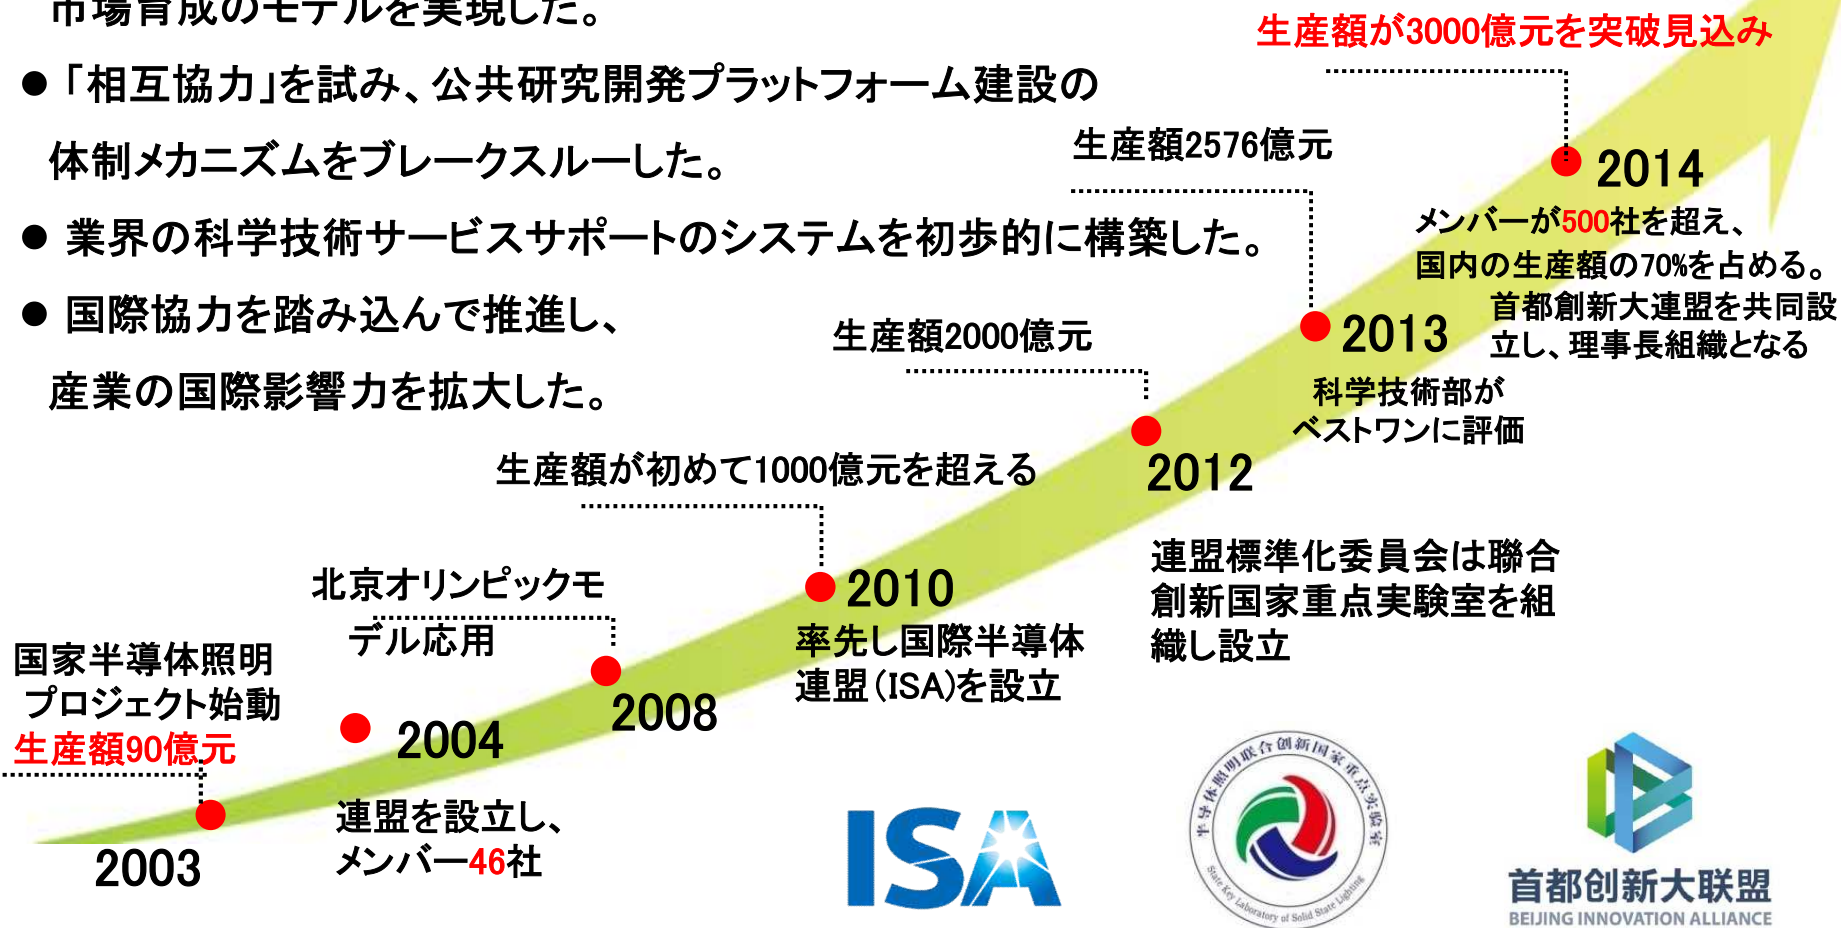 市場育成のモデルを実現した。
●「相互協力」を試み、公共研究開発プラットフォーム建設の
体制メカニズムをブレークスルーした。
● 業界の科学技術サービスサポートのシステムを初歩的に構築した。
● 国際協力を踏み込んで推進し、
産業の国際影響力を拡大した。
国家半導体照明
プロジェクト始動
生産額90億元
2003
2004
連盟を設立し、
メンバー46社
北京オリンピックモ
デル応用
2008
生産額が初めて1000億元を超える
2010
率先し国際半導体
連盟(ISA)を設立
生産額2000億元
2012
連盟標準化委員会は聯合
創新国家重点実験室を組
織し設立
生産額2576億元
2013
科学技術部が
ベストワンに評価
生産額が3000億元を突破見込み
2014
メンバーが500社を超え、
国内の生産額の70%を占める。
首都創新大連盟を共同設
立し、理事長組織となる
ISA
半导体照明联合创新国家重点实验室
State Key Laboratory of Solid State Lighting
首都创新大联盟
BEIJING INNOVATION ALLIANCE